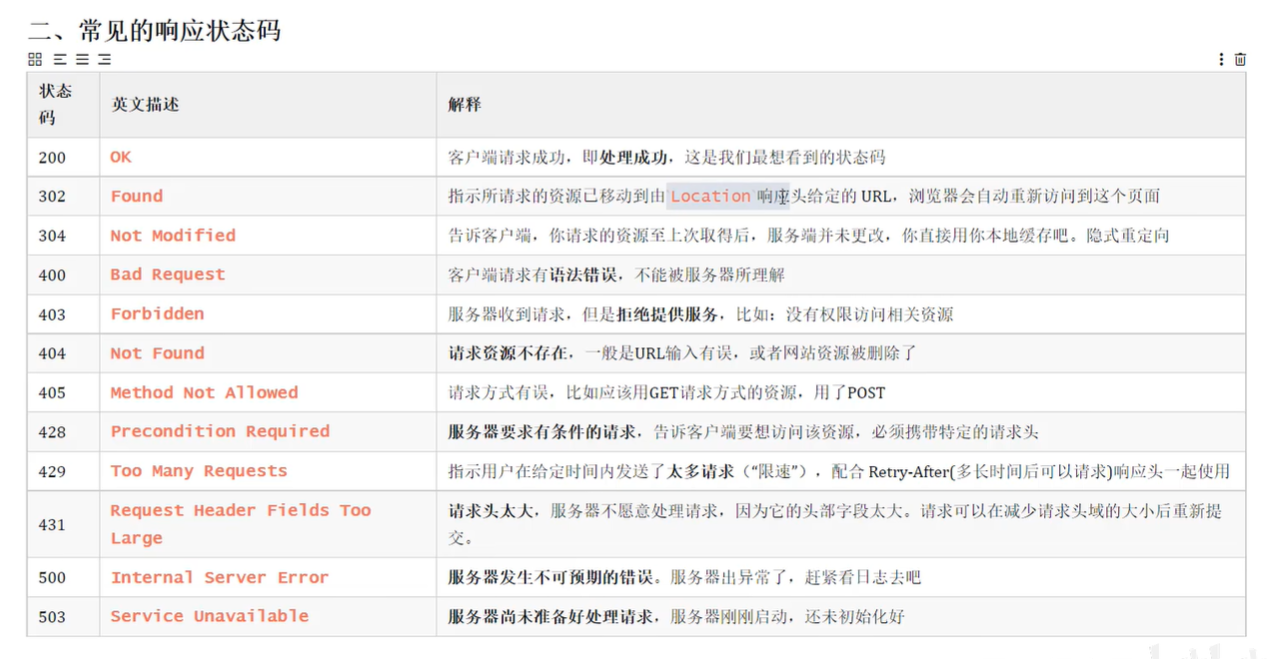 二、常见的响应状态码
状态
码
英文描述
解释
200
OK
客户端请求成功，即处理成功，这是我们最想看到的状态码
302
Found
指示所请求的资源已移动到由 Location 响应头给定的 URL，浏览器会自动重新访问到这个页面
304
Not Modified
告诉客户端，你请求的资源至上次取得后，服务端并未更改，你直接用你本地缓存吧。隐式重定向
400
Bad Request
客户端请求有语法错误，不能被服务器所理解
403
Forbidden
服务器收到请求，但是拒绝提供服务，比如：没有权限访问相关资源
404
Not Found
请求资源不存在，一般是URL输入有误，或者网站资源被删除了
405
Method Not Allowed
请求方式有误，比如应该用GET请求方式的资源，用了POST
428
Precondition Required
服务器要求有条件的请求，告诉客户端要想访问该资源，必须携带特定的请求头
429
Too Many Requests
指示用户在给定时间内发送了太多请求（“限速”），配合 Retry-After(多长时间后可以请求)响应头一起使用
431
Request Header Fields Too
Large
请求头太大，服务器不愿意处理请求，因为它的头部字段太大。请求可以在减少请求头域的大小后重新提
交。
500
Internal Server Error
服务器发生不可预期的错误。服务器出异常了，赶紧看日志去吧
503
Service Unavailable
服务器尚未准备好处理请求，服务器刚刚启动，还未初始化好